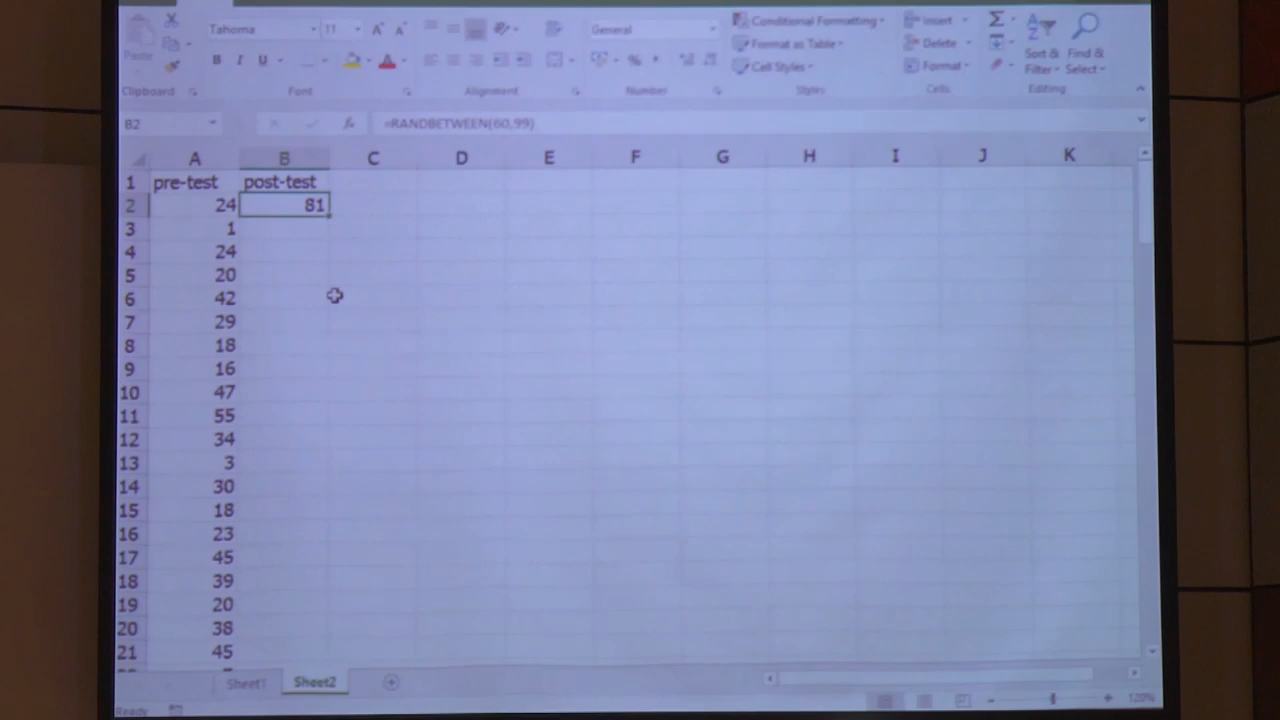 Tahoma 11 General Conditional Formatting Insert
Paste B I U % Format as Table Delete Sort & Find &
Cell Styles Format Filter Select
Clipboard Font Alignment Number Styles Cells Editing
B2 fx =RANDBETWEEN(60,99)
A B C D E F G H I J K
1 pre-test post-test
2 24 81
3 1
4 24
5 20
6 42
7 29
8 18
9 16
10 47
11 55
12 34
13 3
14 30
15 18
16 23
17 45
18 39
19 20
20 38
21 45
Sheet1 Sheet2
Ready 120%